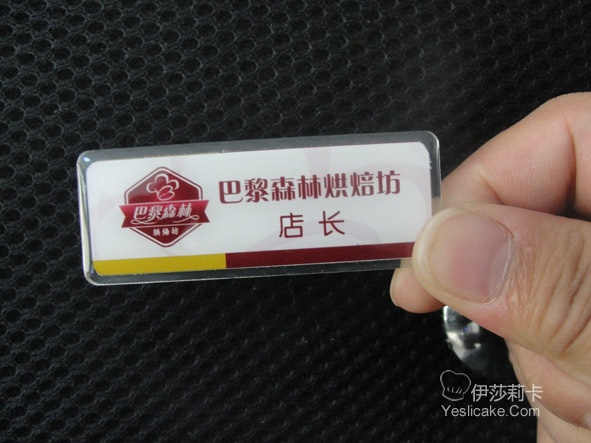 巴黎森林
烘焙坊
巴黎森林烘焙坊
店长
伊莎莉卡
Yeslicake.Com